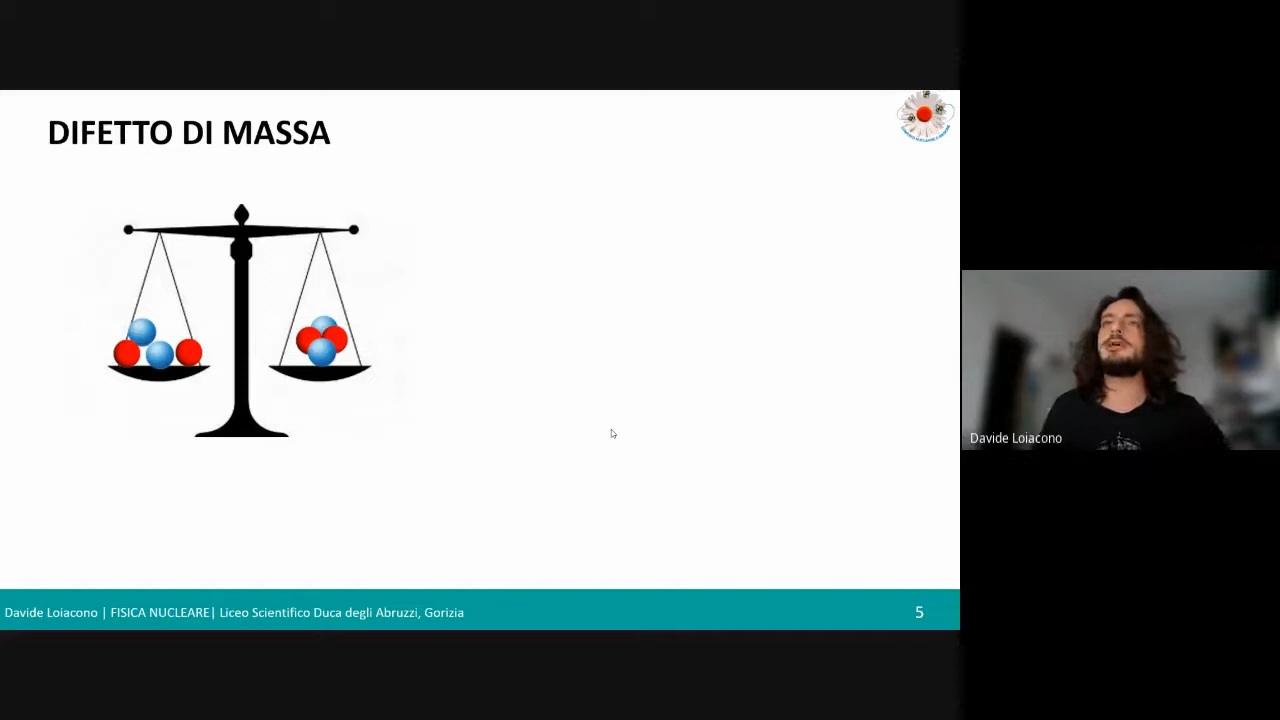 DIFETTO DI MASSA
Davide Loiacono
Davide Loiacono | FISICA NUCLEARE| Liceo Scientifico Duca degli Abruzzi, Gorizia
5